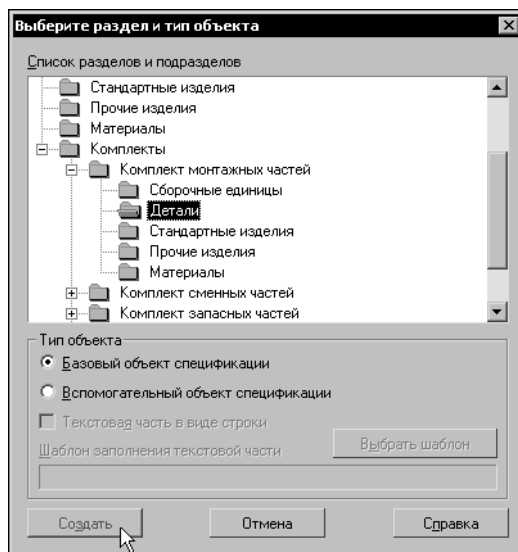 Выберите раздел и тип объекта
Список разделов и подразделов
Стандартные изделия
Прочие изделия
Материалы
Комплекты
Комплект монтажных частей
Сборочные единицы
Детали
Стандартные изделия
Прочие изделия
Материалы
Комплект сменных частей
Комплект запасных частей
Тип объекта
Базовый объект спецификации
Вспомогательный объект спецификации
Текстовая часть в виде строки
Шаблон заполнения текстовой части
Выбрать шаблон
Создать Отмена Справка